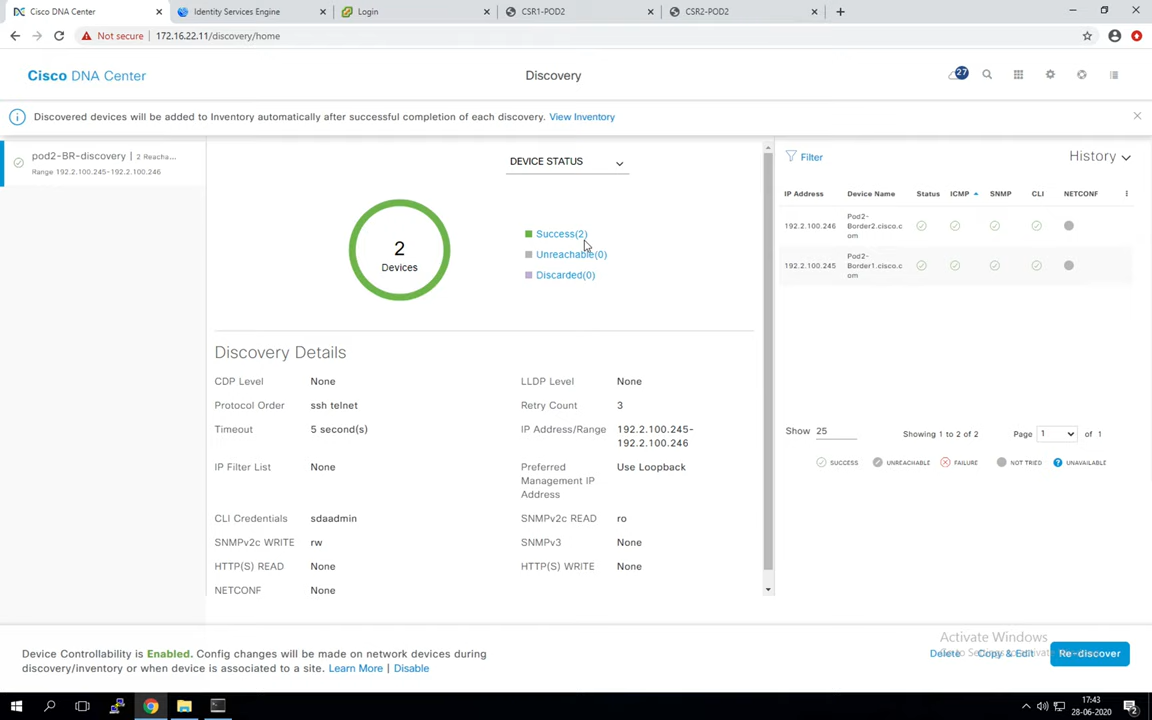 Cisco DNA Center
Identity Services Engine
Login
CSR1-POD2
CSR2-POD2
Not secure
172.16.22.11/discovery/home
Cisco DNA Center
Discovery
27
Discovered devices will be added to Inventory automatically after successful completion of each discovery. View Inventory
pod2-BR-discovery | 2 Reacha...
Range 192.2.100.245-192.2.100.246
DEVICE STATUS
2
Devices
Success(2)
Unreachable(0)
Discarded(0)
Discovery Details
CDP Level None LLDP Level None
Protocol Order ssh telnet Retry Count 3
Timeout 5 second(s) IP Address/Range 192.2.100.245-
192.2.100.246
IP Filter List None Preferred Use Loopback
Management IP
Address
CLI Credentials sdaadmin SNMPv2c READ ro
SNMPv2c WRITE rw SNMPv3 None
HTTP(S) READ None HTTP(S) WRITE None
NETCONF None
Filter
History
IP Address Device Name Status ICMP SNMP CLI NETCONF
Pod2-
192.2.100.246 Border2.cisco.c
om
Pod2-
192.2.100.245 Border1.cisco.c
om
Show 25 Showing 1 to 2 of 2 Page 1 of 1
SUCCESS UNREACHABLE FAILURE NOT TRIED UNAVAILABLE
Device Controllability is Enabled. Config changes will be made on network devices during
discovery/inventory or when device is associated to a site. Learn More | Disable
Activate Windows
Delete Copy & Edit Re-discover
17:43
28-06-2020
2